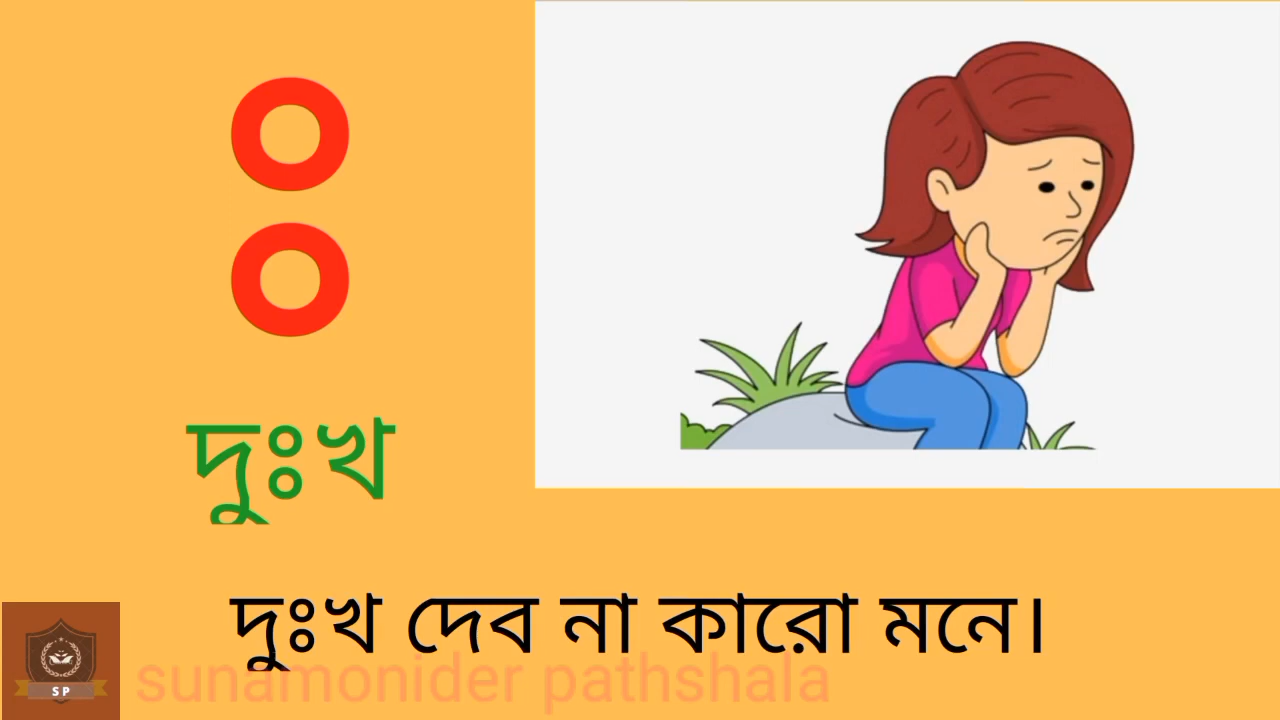 ঃ
দুঃখ
দুঃখ দেব না কারো মনে।
SP
sunamonider pathshala